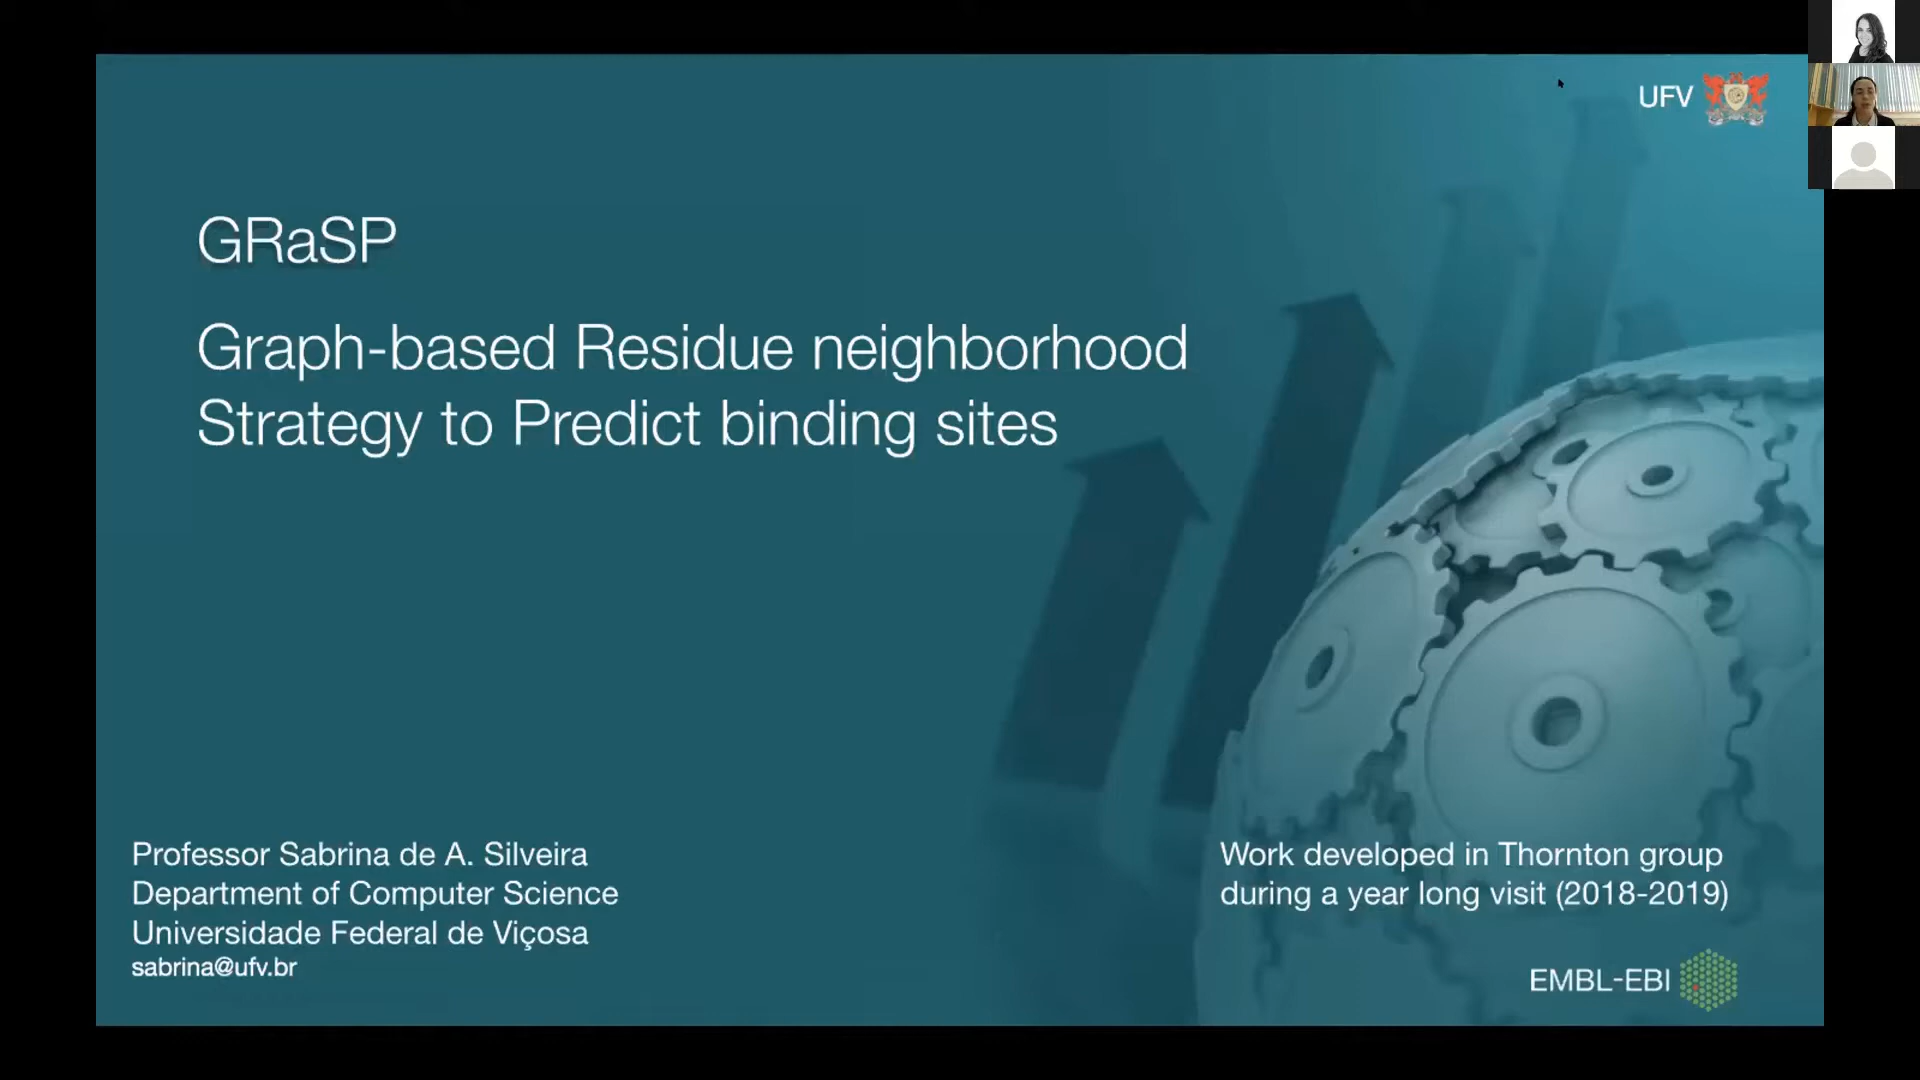 UFV
GRaSP
Graph-based Residue neighborhood
Strategy to Predict binding sites
Professor Sabrina de A. Silveira
Department of Computer Science
Universidade Federal de Viçosa
sabrina@ufv.br
Work developed in Thornton group
during a year long visit (2018-2019)
EMBL-EBI